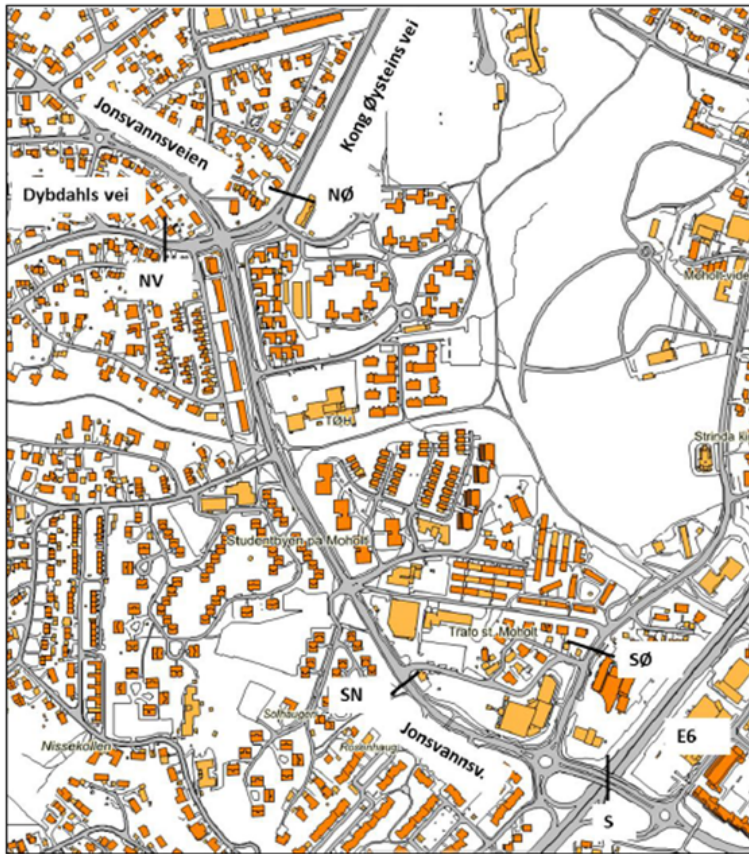 Kong Øysteins vei
Jonsvannsveien
Dybdahls vei
NØ
NV
Moholt
TØH
Strinda ki
Studentbyen på Moholt
Trafo st. Moholt
SØ
SN
Solhaugen
Nissekollen
Rosenhaug
Jonsvannsv.
E6
S